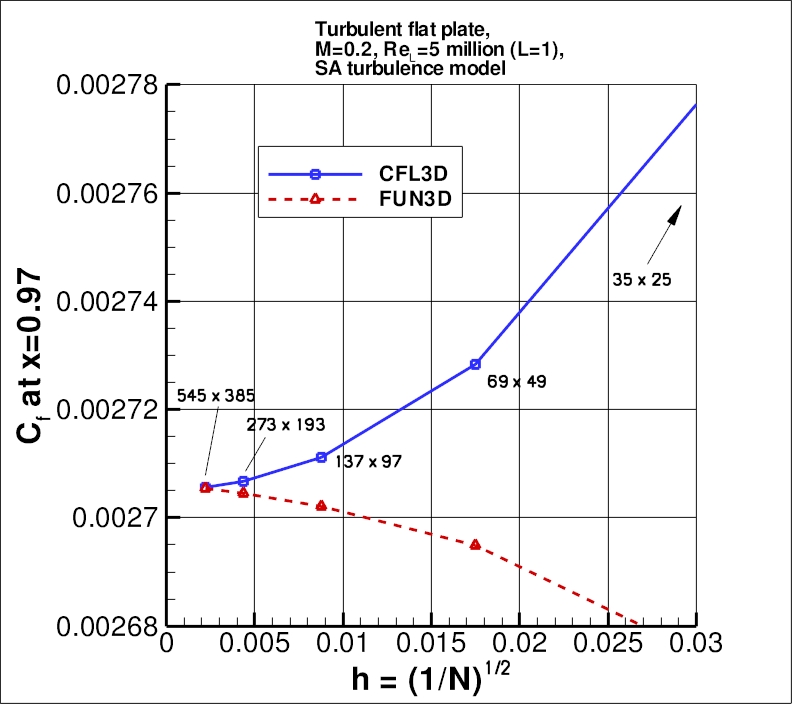 Turbulent flat plate,
M=0.2, Re_L=5 million (L=1),
SA turbulence model
0.00278
CFL3D
FUN3D
0.00276
35 x 25
0.00274
C_f at x=0.97
69 x 49
545 x 385
0.00272
273 x 193
137 x 97
0.0027
0.00268
0 0.005 0.01 0.015 0.02 0.025 0.03
h = (1/N)^1/2